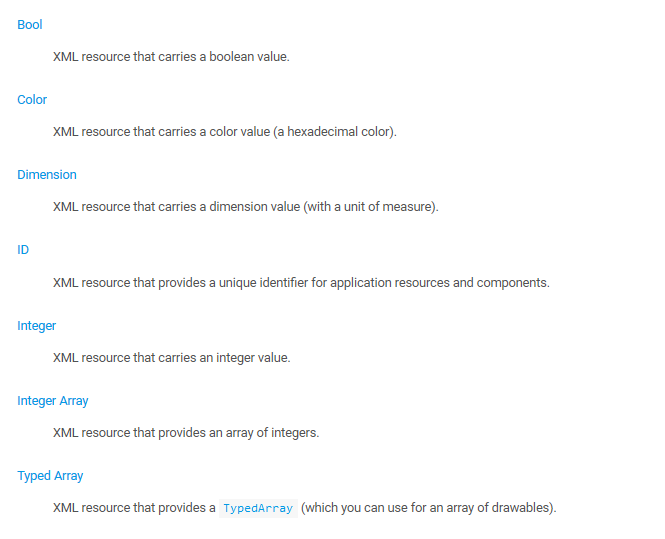 Bool
XML resource that carries a boolean value.
Color
XML resource that carries a color value (a hexadecimal color).
Dimension
XML resource that carries a dimension value (with a unit of measure).
ID
XML resource that provides a unique identifier for application resources and components.
Integer
XML resource that carries an integer value.
Integer Array
XML resource that provides an array of integers.
Typed Array
XML resource that provides a TypedArray (which you can use for an array of drawables).